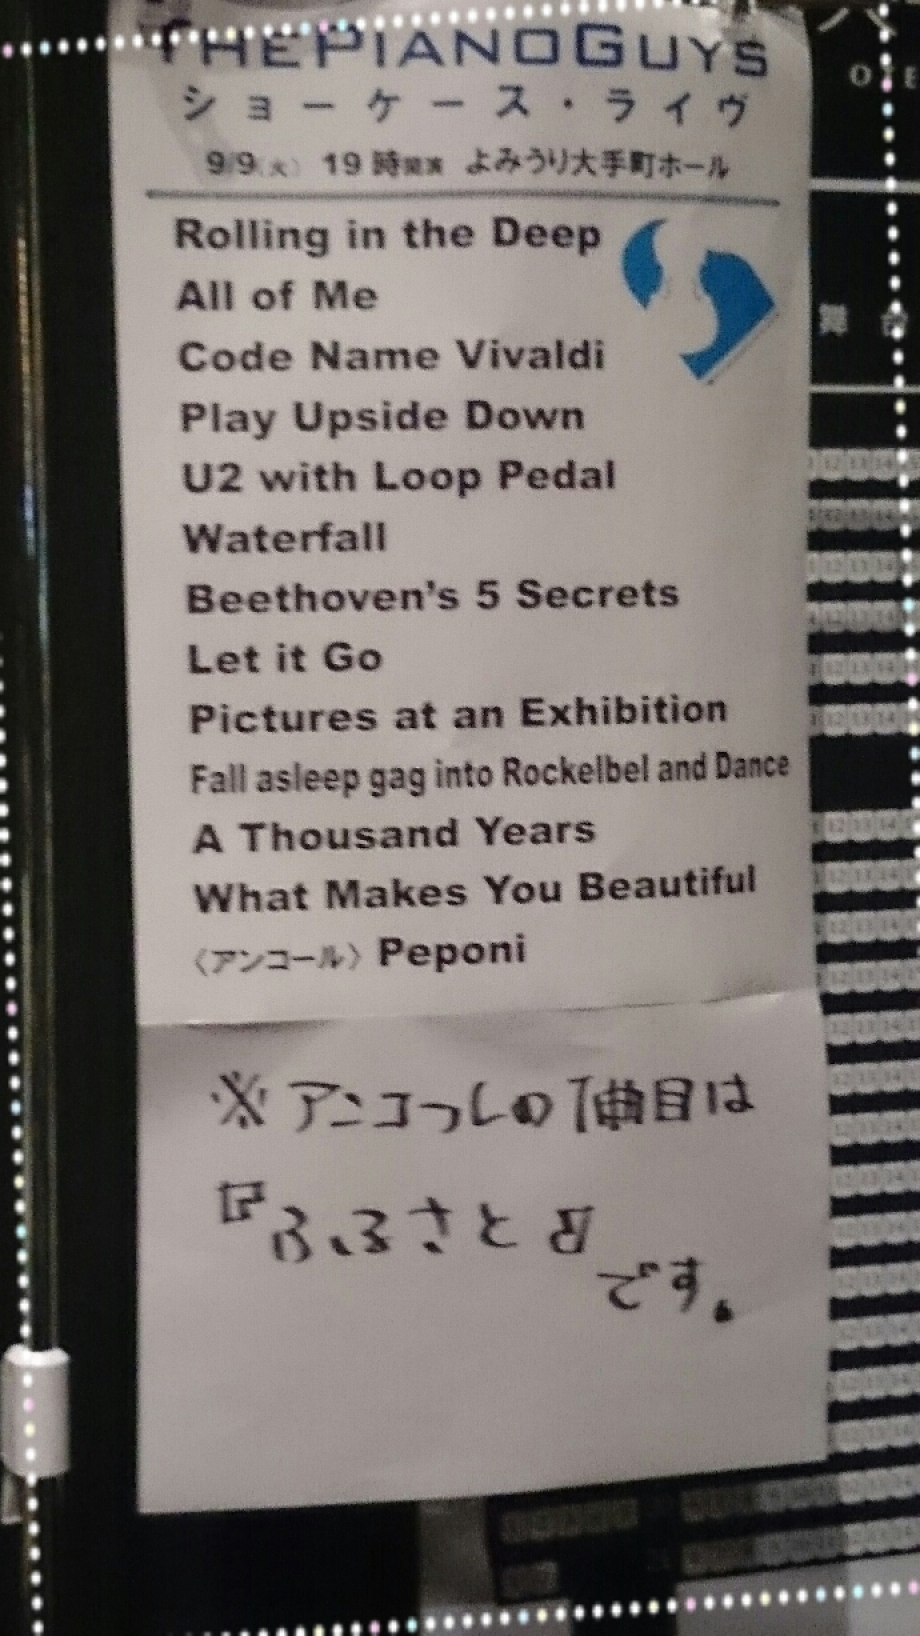 THEPIANOGUYS
ショーケース・ライヴ
9/9(火) 19時開演 よみうり大手町ホール
Rolling in the Deep
All of Me
Code Name Vivaldi
Play Upside Down
U2 with Loop Pedal
Waterfall
Beethoven's 5 Secrets
Let it Go
Pictures at an Exhibition
Fall asleep gag into Rockelbel and Dance
A Thousand Years
What Makes You Beautiful
〈アンコール〉 Peponi
※アンコールの1曲目は
『ふるさと』
です。
舞台